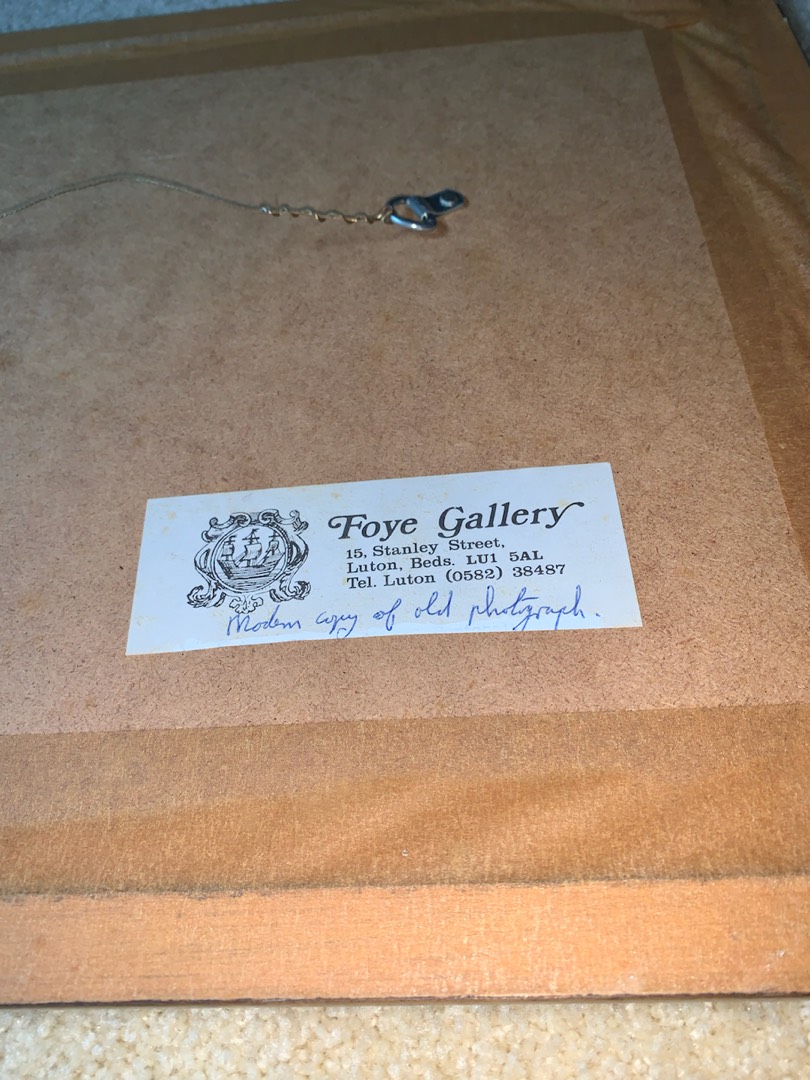 Foye Gallery
15, Stanley Street,
Luton, Beds. LU1 5AL
Tel. Luton (0582) 38487
Modern copy of old photograph.